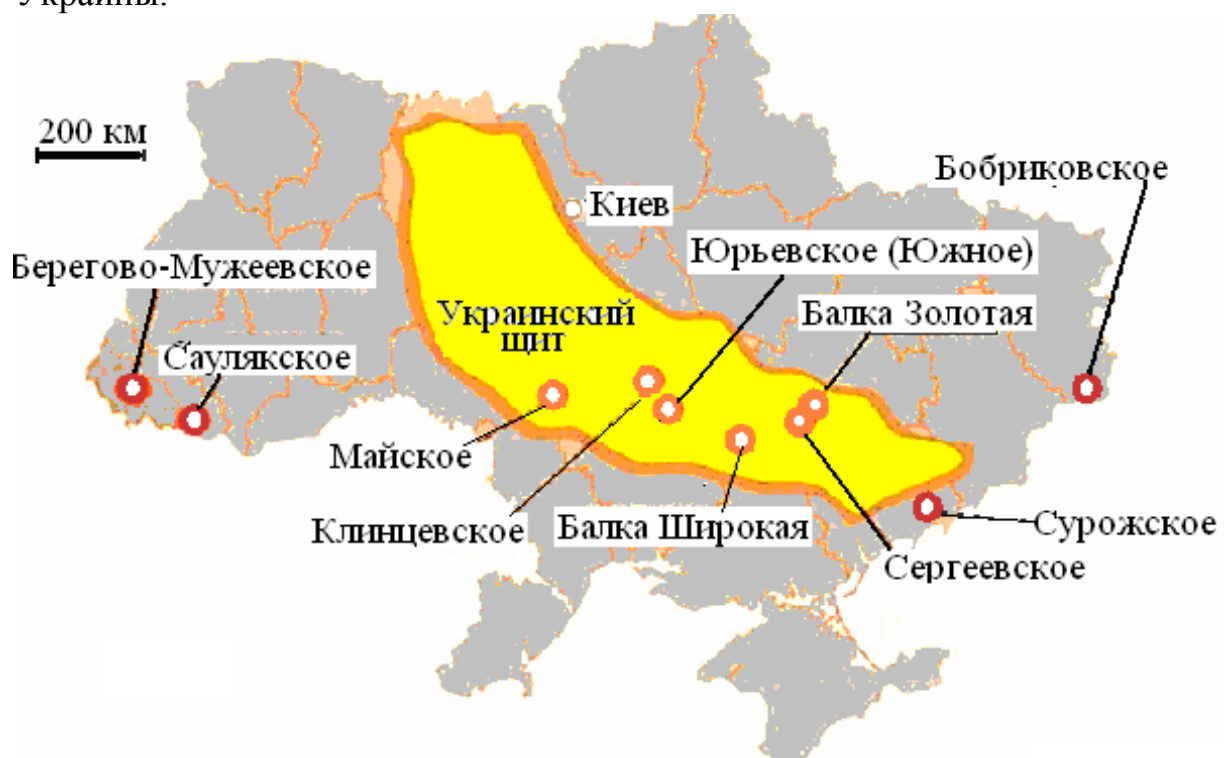 Украины.
200 км
Бобриковское
Киев
Юрьевское (Южное)
Берегово-Мужеевское
Украинский
щит
Балка Золотая
Саулякское
Майское
Клинцевское
Балка Широкая
Сурожское
Сергеевское